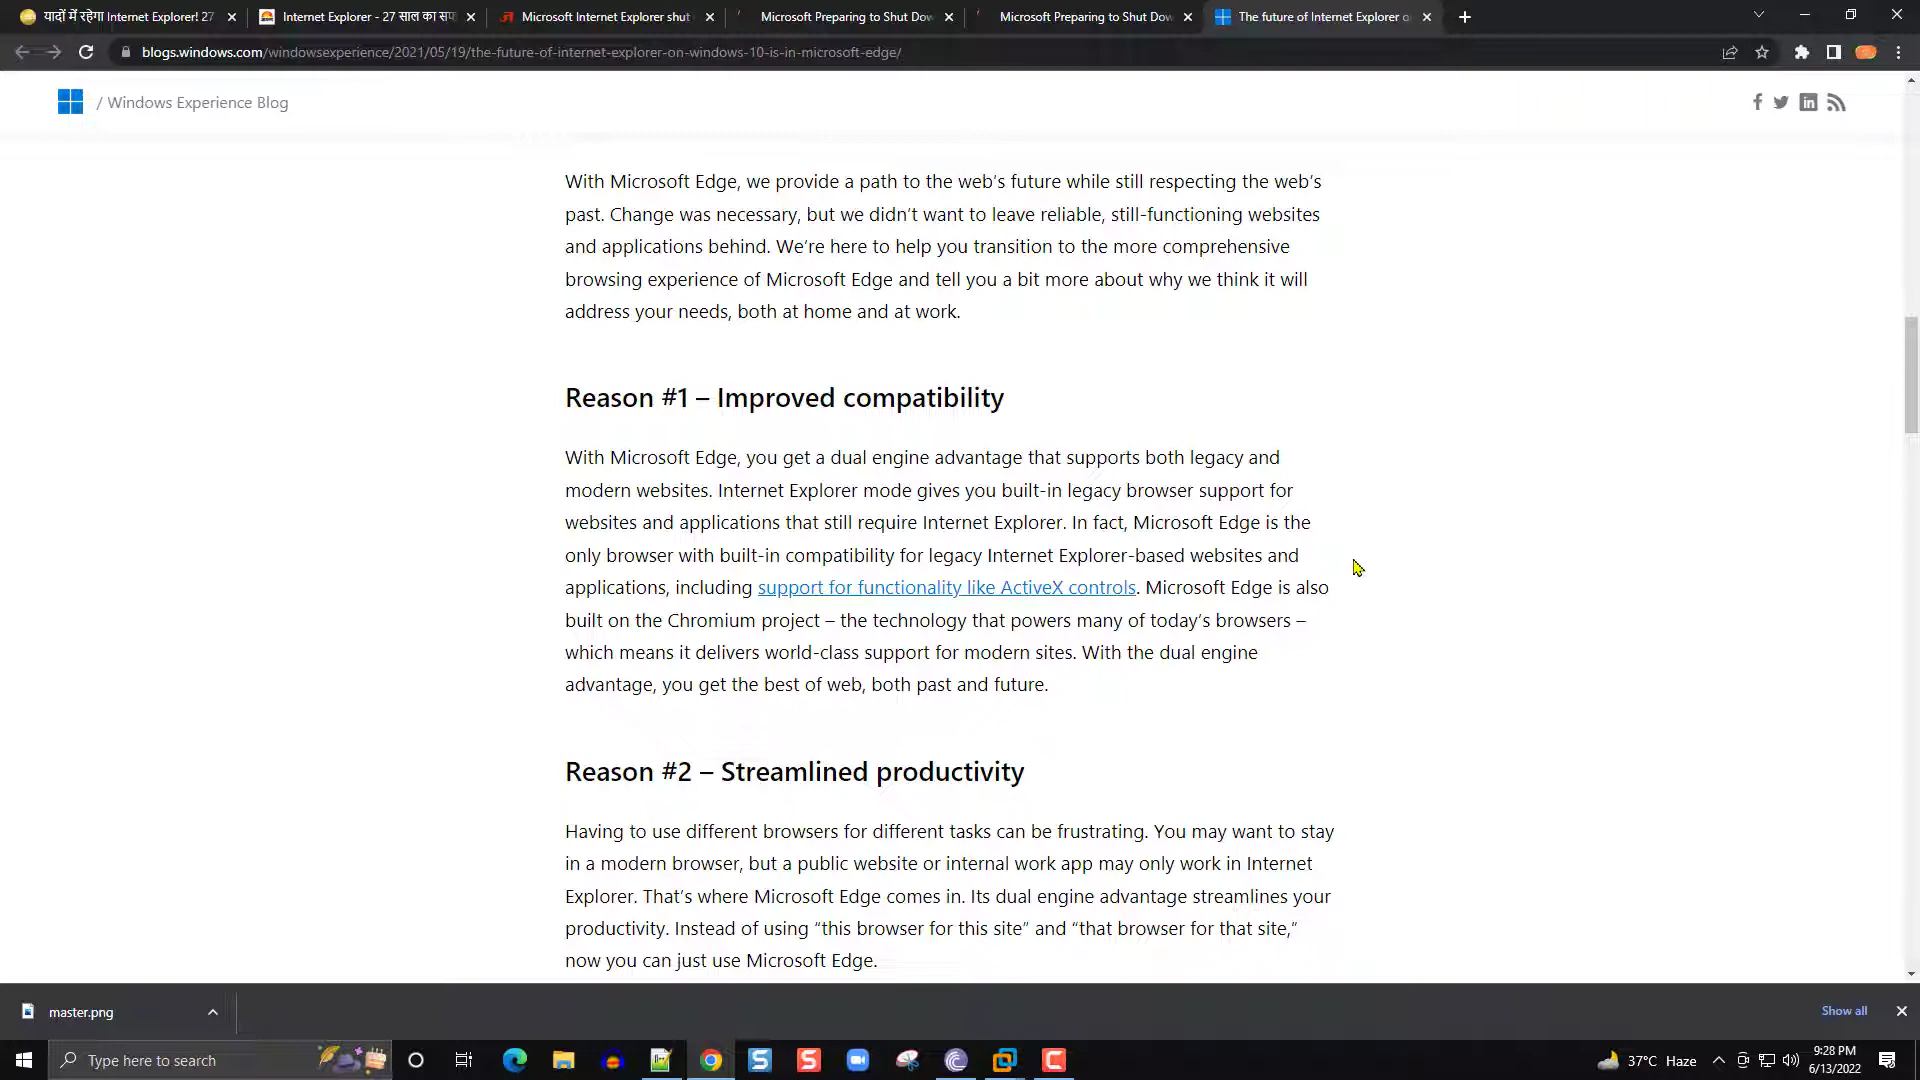 यादों में रहेगा Internet Explorer! 27
Internet Explorer - 27 साल का सफ
Microsoft Internet Explorer shut
Microsoft Preparing to Shut Dow
Microsoft Preparing to Shut Dow
The future of Internet Explorer o
blogs.windows.com/windowsexperience/2021/05/19/the-future-of-internet-explorer-on-windows-10-is-in-microsoft-edge/
/ Windows Experience Blog
With Microsoft Edge, we provide a path to the web’s future while still respecting the web’s
past. Change was necessary, but we didn’t want to leave reliable, still-functioning websites
and applications behind. We’re here to help you transition to the more comprehensive
browsing experience of Microsoft Edge and tell you a bit more about why we think it will
address your needs, both at home and at work.
Reason #1 – Improved compatibility
With Microsoft Edge, you get a dual engine advantage that supports both legacy and
modern websites. Internet Explorer mode gives you built-in legacy browser support for
websites and applications that still require Internet Explorer. In fact, Microsoft Edge is the
only browser with built-in compatibility for legacy Internet Explorer-based websites and
applications, including support for functionality like ActiveX controls. Microsoft Edge is also
built on the Chromium project – the technology that powers many of today’s browsers –
which means it delivers world-class support for modern sites. With the dual engine
advantage, you get the best of web, both past and future.
Reason #2 – Streamlined productivity
Having to use different browsers for different tasks can be frustrating. You may want to stay
in a modern browser, but a public website or internal work app may only work in Internet
Explorer. That’s where Microsoft Edge comes in. Its dual engine advantage streamlines your
productivity. Instead of using “this browser for this site” and “that browser for that site,”
now you can just use Microsoft Edge.
master.png
Show all
Type here to search
37°C Haze
9:28 PM
6/13/2022